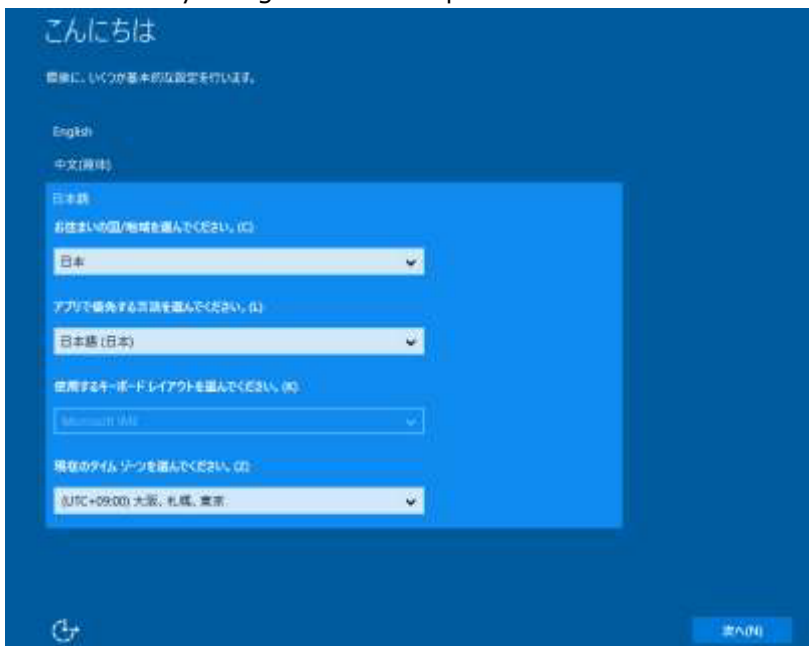 こんにちは
最後に、いくつか基本的な設定を行います。
English
中文(简体)
日本語
お住まいの国/地域を選んでください。(C)
日本
アプリで優先する言語を選んでください。(L)
日本語 (日本)
使用するキーボード レイアウトを選んでください。(K)
Microsoft IME
現在のタイム ゾーンを選んでください。(Z)
(UTC+09:00) 大阪、札幌、東京
次へ(N)